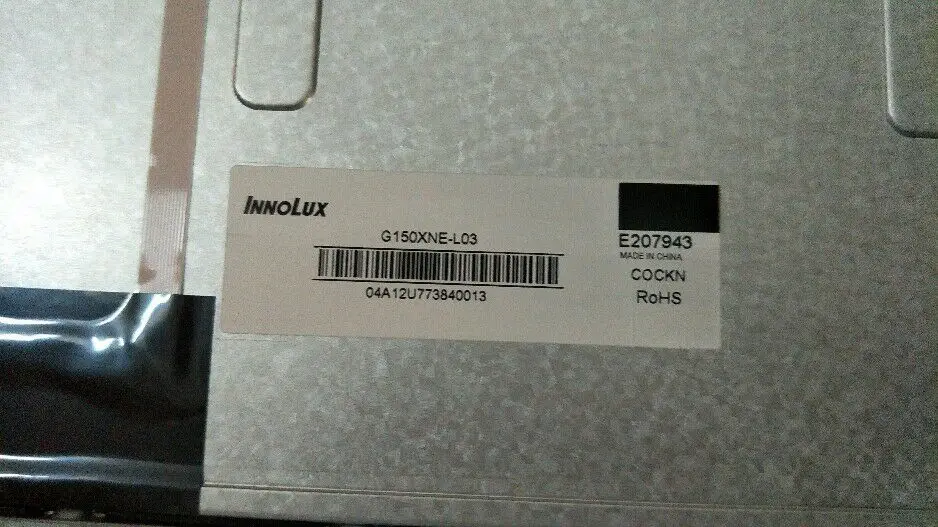 INNOLUX
G150XNE-L03
04A12U773840013
E207943
MADE IN CHINA
COCKN
RoHS